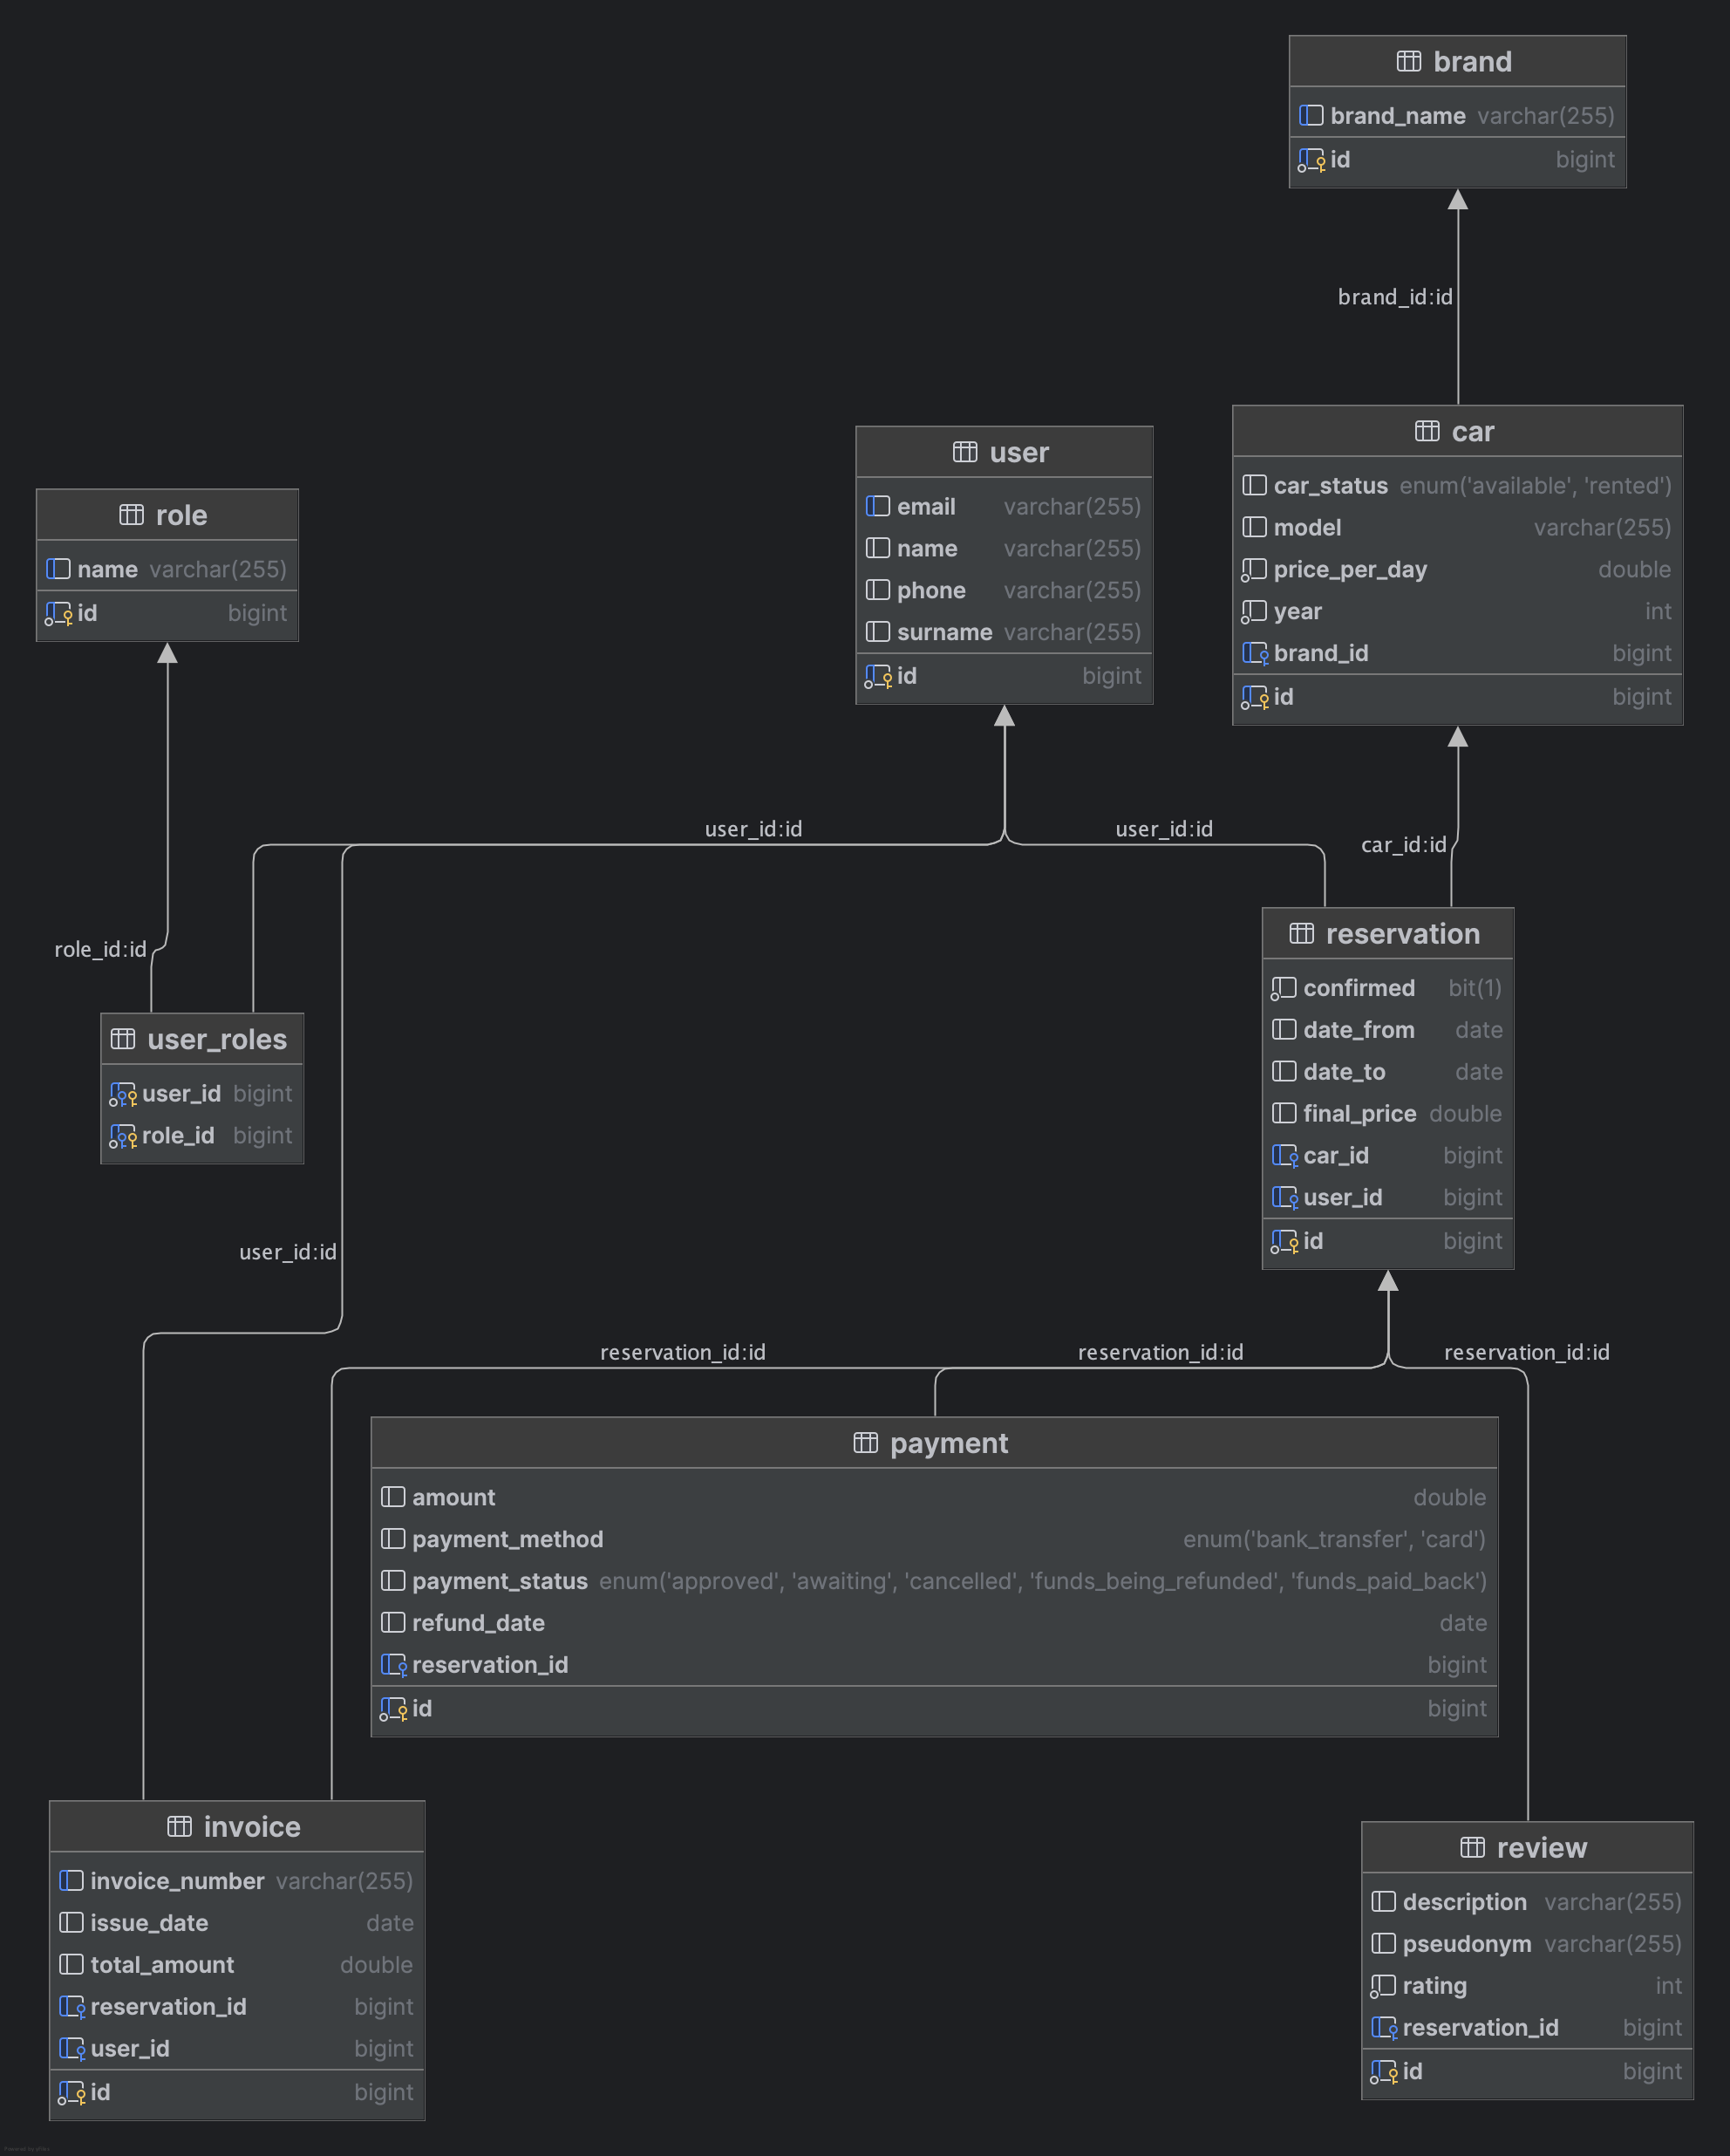 brand
brand_name varchar(255)
id bigint
brand_id:id
car
car_status enum('available', 'rented')
model varchar(255)
price_per_day double
year int
brand_id bigint
id bigint
user
email varchar(255)
name varchar(255)
phone varchar(255)
surname varchar(255)
id bigint
role
name varchar(255)
id bigint
user_id:id
user_id:id
car_id:id
role_id:id
reservation
confirmed bit(1)
date_from date
date_to date
final_price double
car_id bigint
user_id bigint
id bigint
user_roles
user_id bigint
role_id bigint
user_id:id
reservation_id:id
reservation_id:id
reservation_id:id
payment
amount double
payment_method enum('bank_transfer', 'card')
payment_status enum('approved', 'awaiting', 'cancelled', 'funds_being_refunded', 'funds_paid_back')
refund_date date
reservation_id bigint
id bigint
invoice
invoice_number varchar(255)
issue_date date
total_amount double
reservation_id bigint
user_id bigint
id bigint
review
description varchar(255)
pseudonym varchar(255)
rating int
reservation_id bigint
id bigint
Powered by yFiles